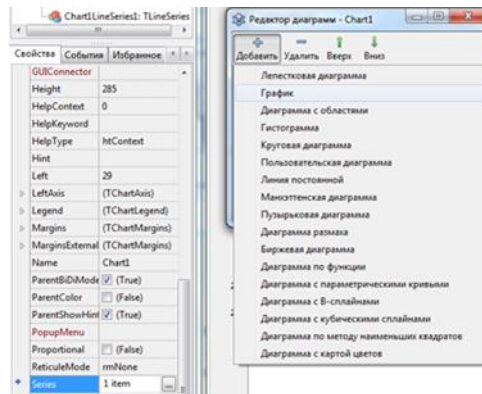 Chart1LineSeries1: TLineSeries
Свойства События Избранное
GUIConnector
Height 285
HelpContext 0
HelpKeyword
HelpType htContext
Hint
Left 29
LeftAxis (TChartAxis)
Legend (TChartLegend)
Margins (TChartMargins)
MarginsExternal (TChartMargins)
Name Chart1
ParentBiDiMode (True)
ParentColor (False)
ParentShowHint (True)
PopupMenu
Proportional (False)
ReticuleMode rmNone
Series 1 item ...
Редактор диаграмм - Chart1
Добавить Удалить Вверх Вниз
Лепестковая диаграмма
График
Диаграмма с областями
Гистограмма
Круговая диаграмма
Пользовательская диаграмма
Линия постоянной
Манхэттенская диаграмма
Пузырьковая диаграмма
Диаграмма размаха
Биржевая диаграмма
Диаграмма по функции
Диаграмма с параметрическими кривыми
Диаграмма с B-сплайнами
Диаграмма с кубическими сплайнами
Диаграмма по методу наименьших квадратов
Диаграмма с картой цветов